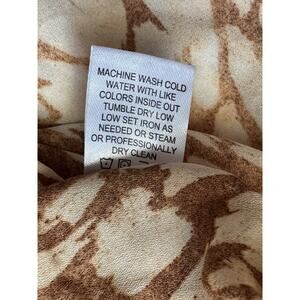 MACHINE WASH COLD
WATER WITH LIKE
COLORS INSIDE OUT
TUMBLE DRY LOW
LOW SET IRON AS
NEEDED OR STEAM
OR PROFESSIONALLY
DRY CLEAN